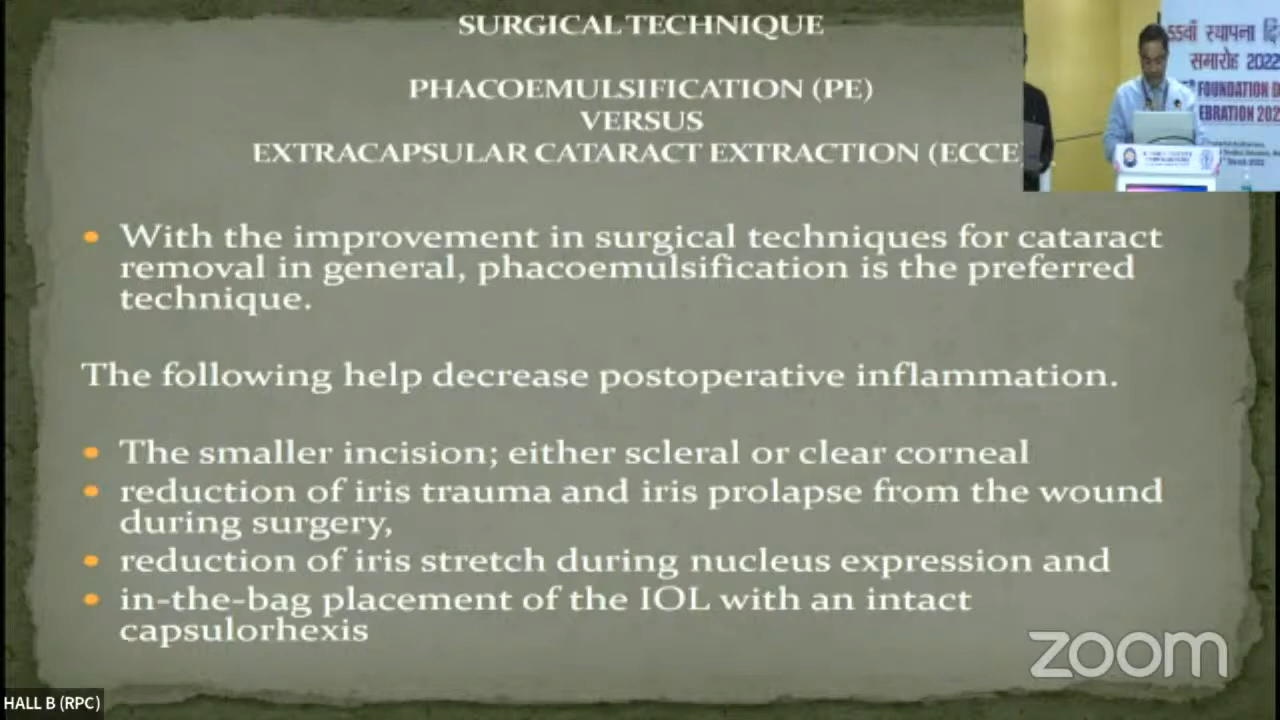 SURGICAL TECHNIQUE
PHACOEMULSIFICATION (PE)
VERSUS
EXTRACAPSULAR CATARACT EXTRACTION (ECCE
• With the improvement in surgical techniques for cataract
removal in general, phacoemulsification is the preferred
technique.
The following help decrease postoperative inflammation.
• The smaller incision; either scleral or clear corneal
• reduction of iris trauma and iris prolapse from the wound
during surgery,
• reduction of iris stretch during nucleus expression and
• in-the-bag placement of the IOL with an intact
capsulorhexis
55वाँ स्थापना दि
समारोह 2022
FOUNDATION D
EBRATION 202
zoom
HALL B (RPC)